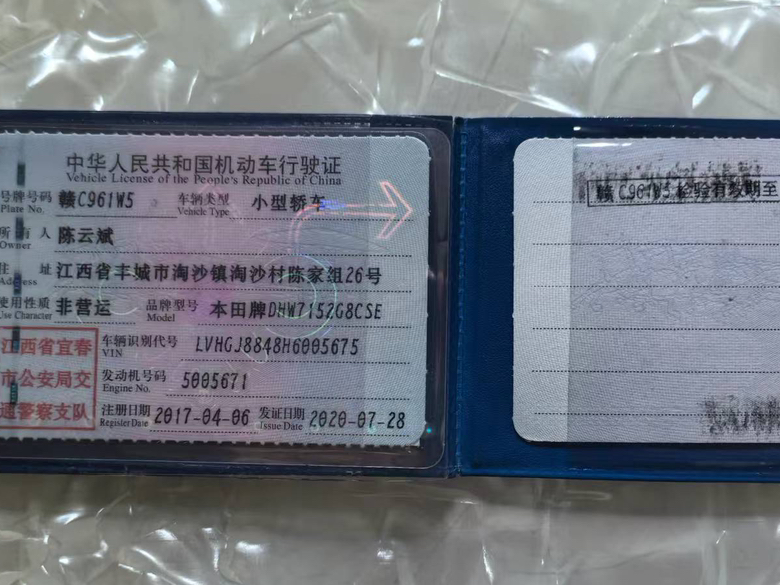 中华人民共和国机动车行驶证
Vehicle License of the People's Republic of China
号牌号码 赣C961W5 车辆类型 小型轿车
Plate No. Vehicle Type
所有人 陈云斌
Owner
住址 江西省丰城市淘沙镇淘沙村陈家组26号
Address
使用性质 非营运 品牌型号 本田牌DHW7152G8CSE
Use Character Model
江西省宜春 车辆识别代号 LVHGJ8848H6005675
VIN
市公安局交 发动机号码 5005671
Engine No.
通警察支队 注册日期 2017-04-06 发证日期 2020-07-28
Register Date Issue Date
赣C961W5 检验有效期至